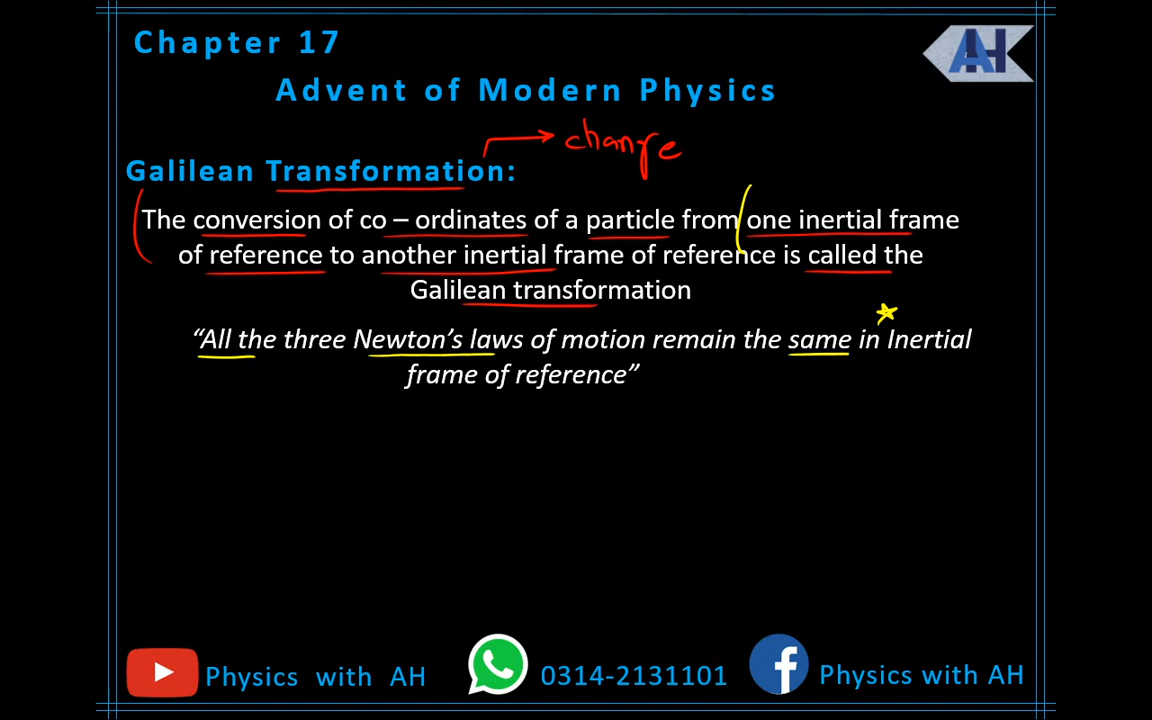 Chapter 17
AH
Advent of Modern Physics
change
Galilean Transformation:
The conversion of co – ordinates of a particle from one inertial frame
of reference to another inertial frame of reference is called the
Galilean transformation
“All the three Newton’s laws of motion remain the same in Inertial
frame of reference”
Physics with AH
0314-2131101
Physics with AH